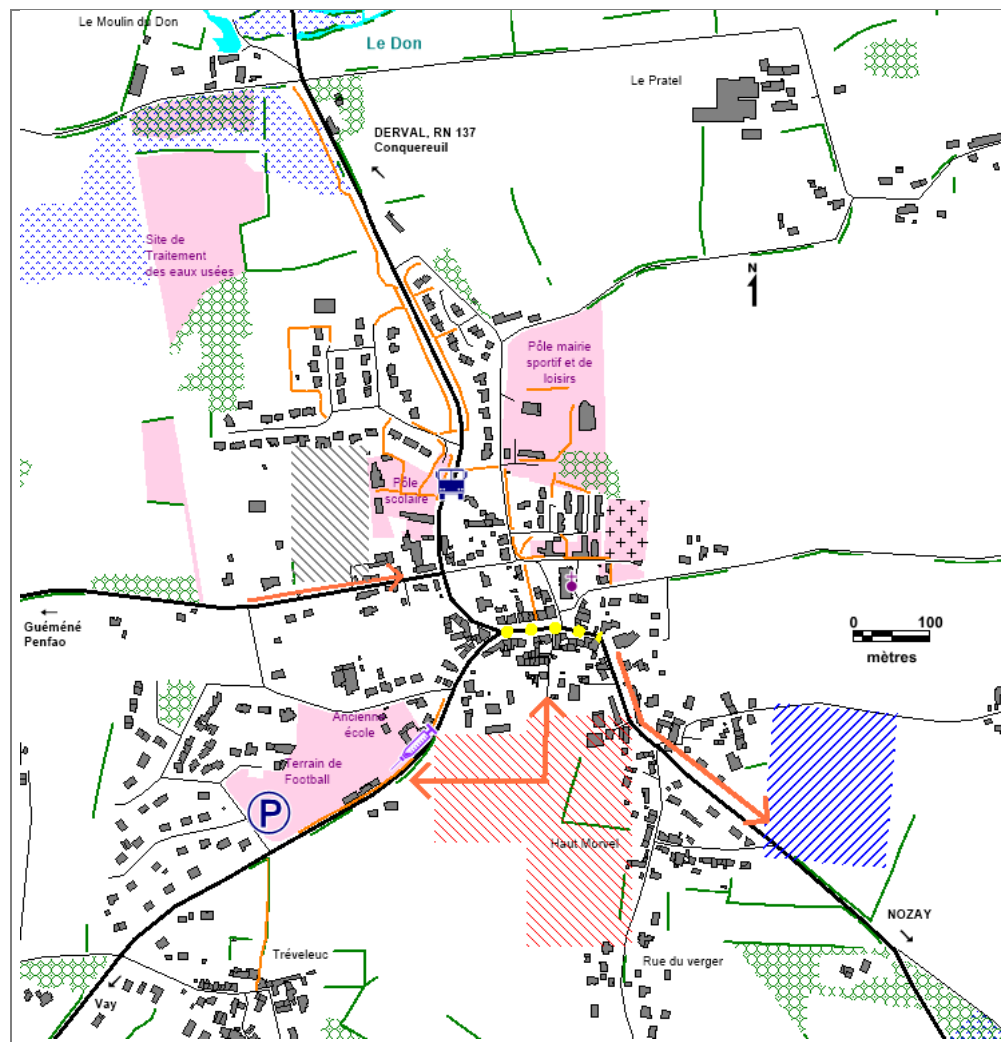 Le Moulin du Don
Le Don
Le Pratel
DERVAL, RN 137
Conquereuil
Site de
Traitement
des eaux usées
N
Pôle mairie
sportif et de
loisirs
Pôle
scolaire
Guéméné
Penfao
0 100
mètres
Ancienne
école
Terrain de
Football
P
Haut Morvel
NOZAY
Rue du verger
Tréveleuc
Vay